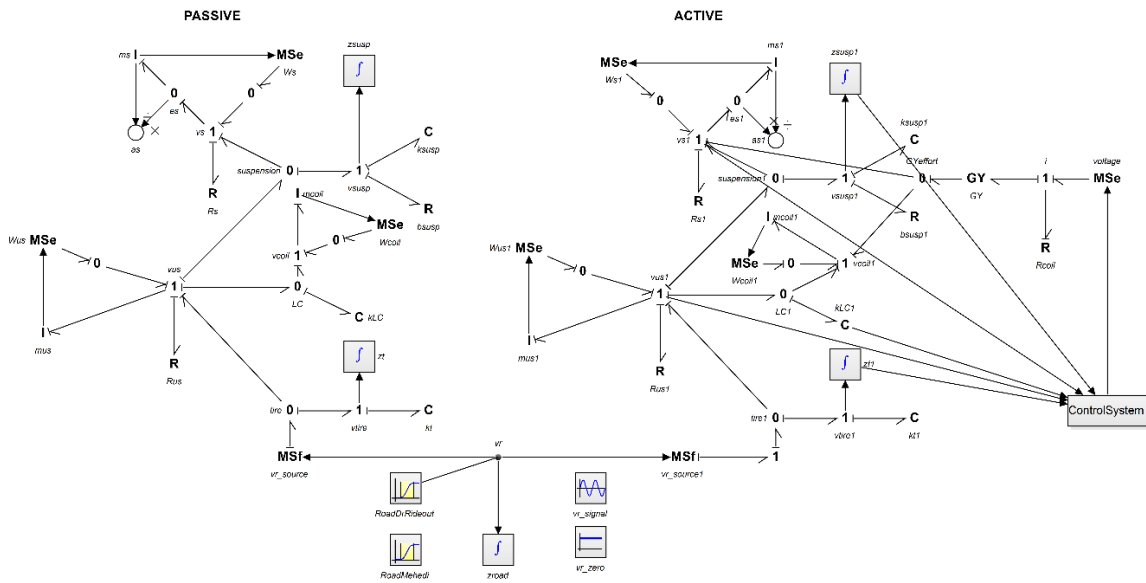 PASSIVE
ACTIVE
zsusp
ms
I
MSe
Ws
∫
0
es
0
÷
×
as
vs
1
C
ksusp
suspension
0
1
vsusp
R
Rs
I
mcoil
R
bsusp
MSe
Wcoil
0
vcoil
1
Wus
MSe
0
vus
1
0
LC
C
kLC
I
mus
R
Rus
∫
zt
tire
0
1
vtire
C
kt
MSf
vr_source
vr
RoadDrRideout
RoadMehedi
∫
zroad
vr_signal
vr_zero
ms1
I
MSe
Ws1
zsusp1
∫
0
0
es1
×
÷
as1
vs1
1
ksusp1
C
GYeffort
suspension1
0
1
vsusp1
0
GY
GY
i
1
voltage
MSe
R
Rs1
I
mcoil1
R
bsusp1
R
Rcoil
Wus1
MSe
0
MSe
Wcoil1
0
1
vcoil1
vus1
1
0
LC1
kLC1
C
I
mus1
R
Rus1
∫
zt1
ControlSystem
tire1
0
1
vtire1
C
kt1
MSf
vr_source1
1